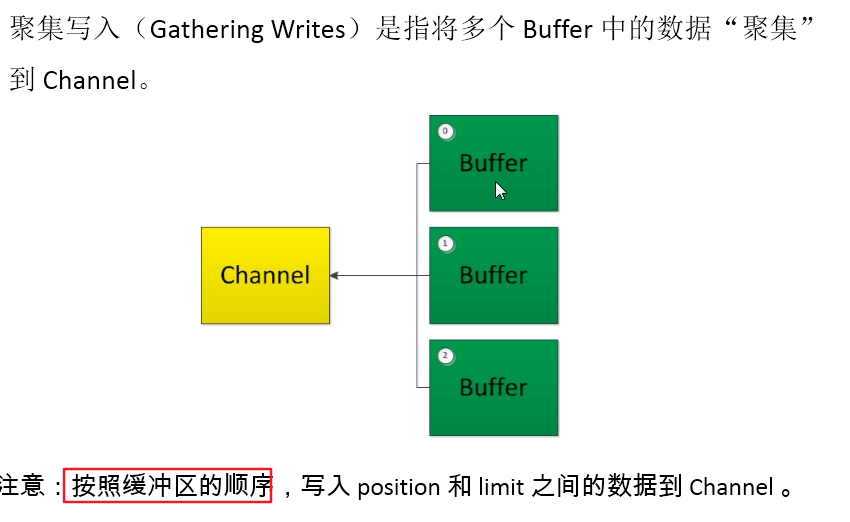 聚集写入（Gathering Writes）是指将多个 Buffer 中的数据“聚集”
到 Channel。
0
Buffer
Channel
1
Buffer
2
Buffer
注意：按照缓冲区的顺序，写入 position 和 limit 之间的数据到 Channel 。